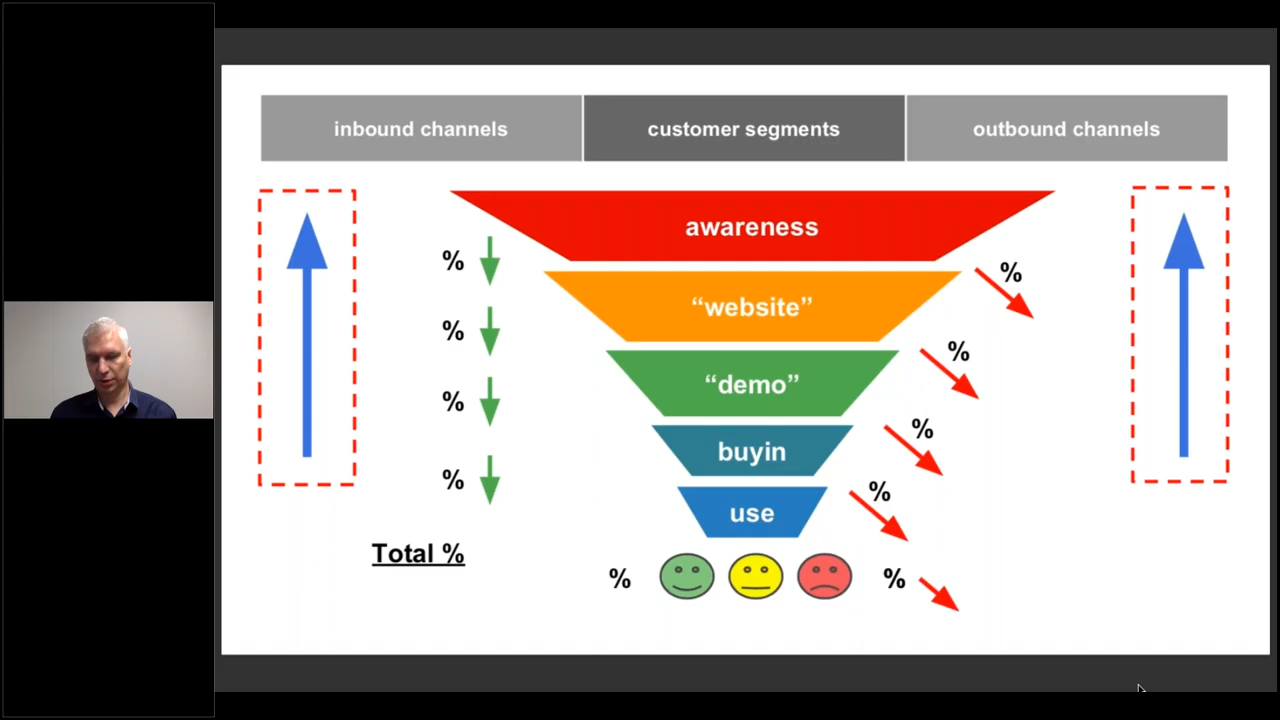 inbound channels
customer segments
outbound channels
awareness
%
%
“website”
%
%
“demo”
%
%
buyin
%
%
use
Total %
%
%